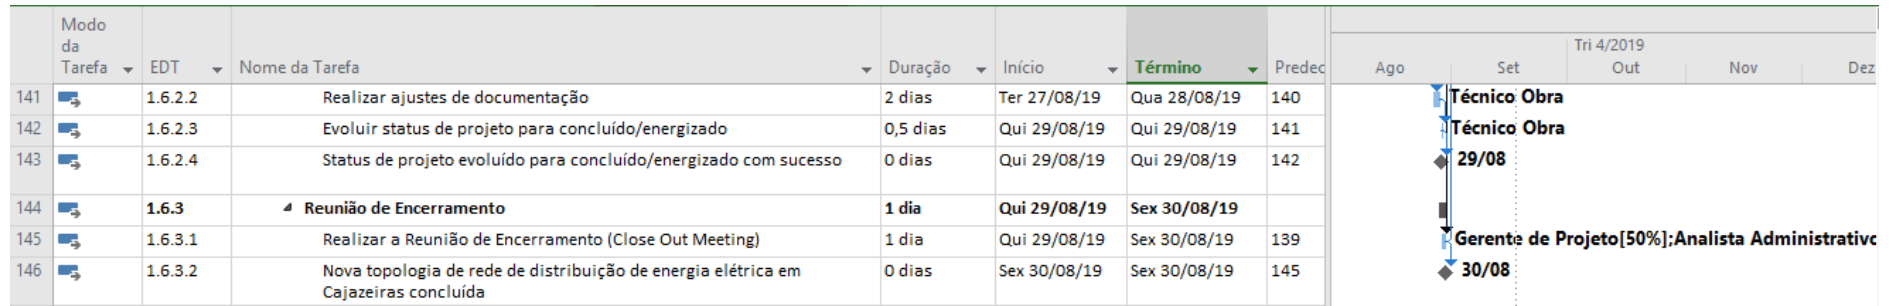 Modo
da
Tarefa EDT Nome da Tarefa Duração Início Término Predec
Tri 4/2019
Ago Set Out Nov Dez
141 1.6.2.2 Realizar ajustes de documentação 2 dias Ter 27/08/19 Qua 28/08/19 140 Técnico Obra
142 1.6.2.3 Evoluir status de projeto para concluído/energizado 0,5 dias Qui 29/08/19 Qui 29/08/19 141 Técnico Obra
143 1.6.2.4 Status de projeto evoluído para concluído/energizado com sucesso 0 dias Qui 29/08/19 Qui 29/08/19 142 29/08
144 1.6.3 Reunião de Encerramento 1 dia Qui 29/08/19 Sex 30/08/19
145 1.6.3.1 Realizar a Reunião de Encerramento (Close Out Meeting) 1 dia Qui 29/08/19 Sex 30/08/19 139 Gerente de Projeto[50%];Analista Administrativo
146 1.6.3.2 Nova topologia de rede de distribuição de energia elétrica em 0 dias Sex 30/08/19 Sex 30/08/19 145 30/08
Cajazeiras concluída